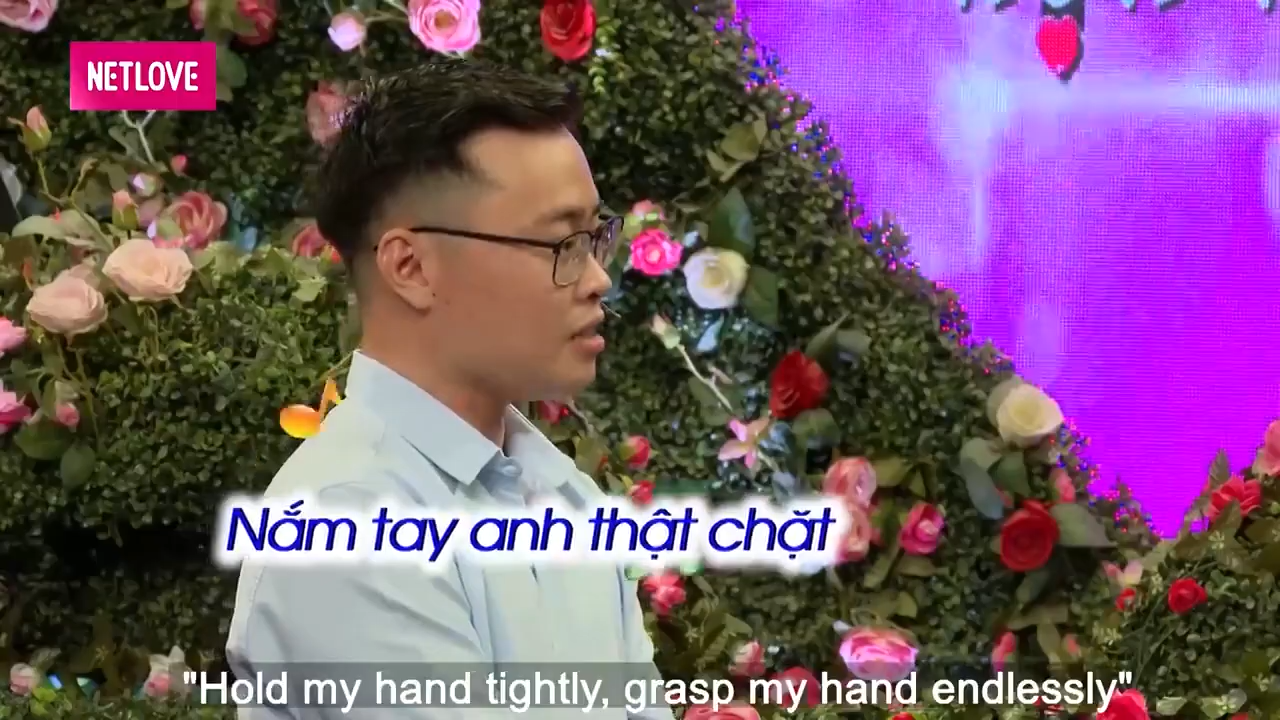 NETLOVE
Nắm tay anh thật chặt
"Hold my hand tightly, grasp my hand endlessly"